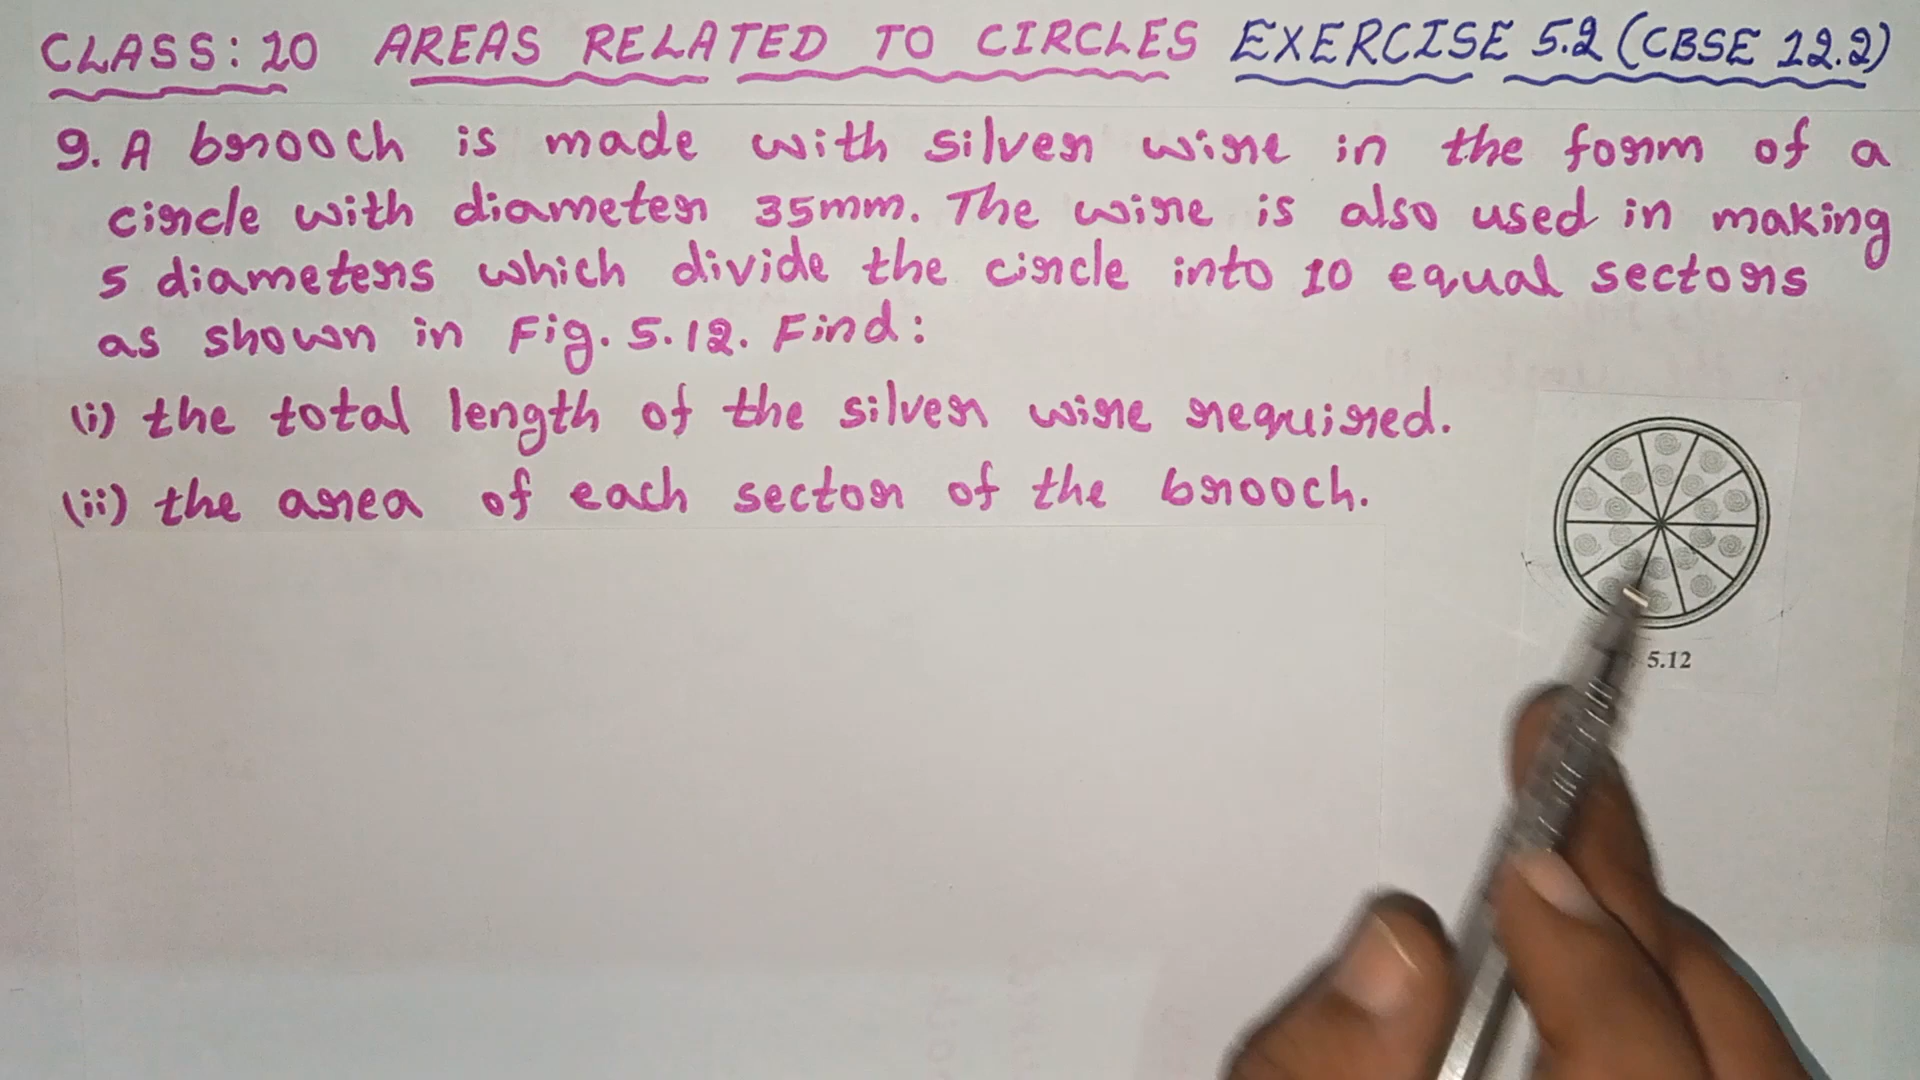 CLASS: 10 AREAS RELATED TO CIRCLES EXERCISE 5.2 (CBSE 12.2)
9. A brooch is made with silver wire in the form of a
circle with diameter 35mm. The wire is also used in making
5 diameters which divide the circle into 10 equal sectors
as shown in Fig. 5.12. Find:
(i) the total length of the silver wire required.
(ii) the area of each sector of the brooch.
5.12